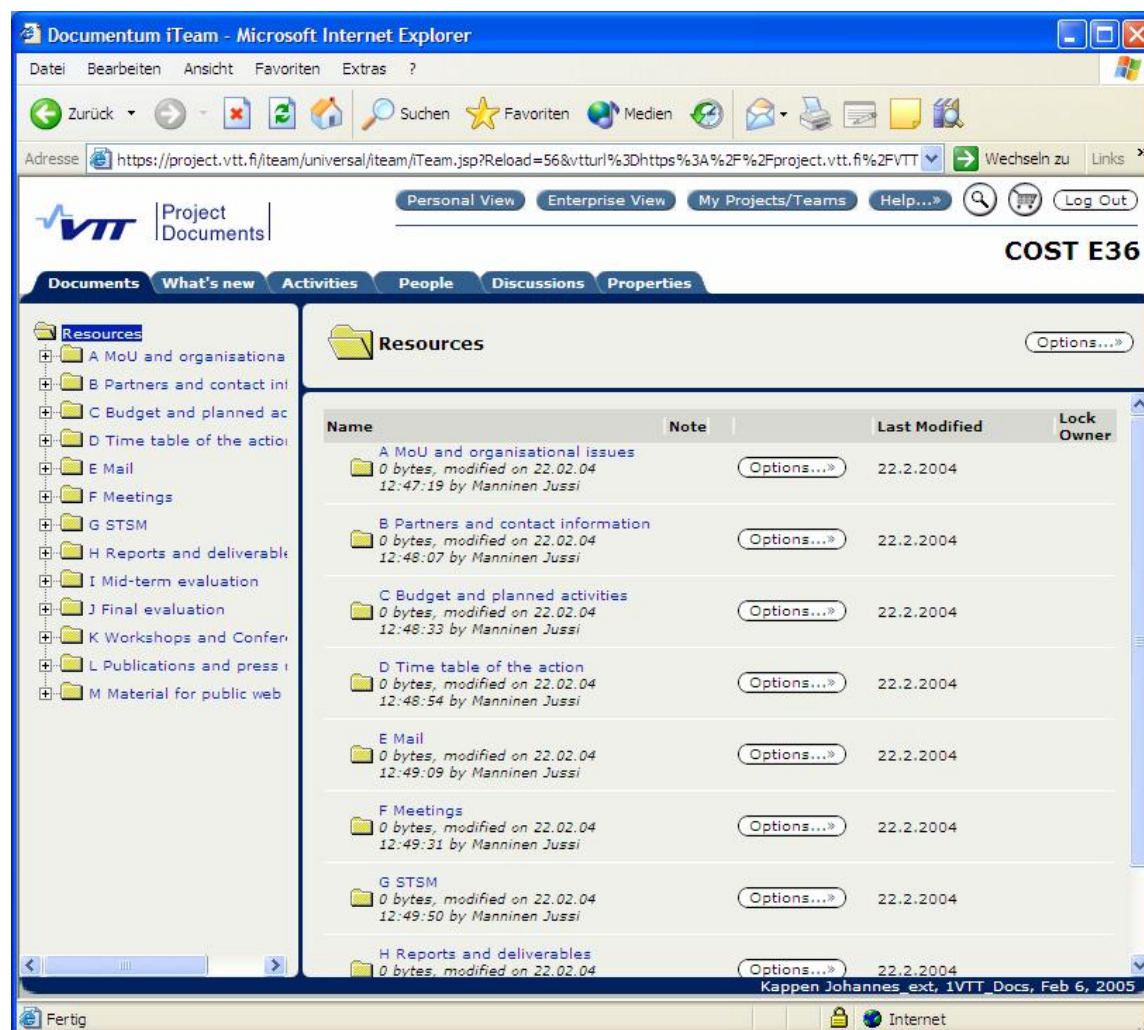 Documentum iTeam - Microsoft Internet Explorer
Datei Bearbeiten Ansicht Favoriten Extras ?
Zurück Suchen Favoriten Medien
Adresse https://project.vtt.fi/iteam/universal/iteam/iTeam.jsp?Reload=56&vtturl%3Dhttps%3A%2F%2Fproject.vtt.fi%2FVTT Wechseln zu Links »
VTT Project Documents
Personal View Enterprise View My Projects/Teams Help...» Log Out
COST E36
Documents What's new Activities People Discussions Properties
Resources
A MoU and organisationa
B Partners and contact inf
C Budget and planned ac
D Time table of the action
E Mail
F Meetings
G STSM
H Reports and deliverable
I Mid-term evaluation
J Final evaluation
K Workshops and Confer
L Publications and press r
M Material for public web
Resources Options...»
Name Note Last Modified Lock Owner
A MoU and organisational issues
0 bytes, modified on 22.02.04 Options...» 22.2.2004
12:47:19 by Manninen Jussi
B Partners and contact information
0 bytes, modified on 22.02.04 Options...» 22.2.2004
12:48:07 by Manninen Jussi
C Budget and planned activities
0 bytes, modified on 22.02.04 Options...» 22.2.2004
12:48:33 by Manninen Jussi
D Time table of the action
0 bytes, modified on 22.02.04 Options...» 22.2.2004
12:48:54 by Manninen Jussi
E Mail
0 bytes, modified on 22.02.04 Options...» 22.2.2004
12:49:09 by Manninen Jussi
F Meetings
0 bytes, modified on 22.02.04 Options...» 22.2.2004
12:49:31 by Manninen Jussi
G STSM
0 bytes, modified on 22.02.04 Options...» 22.2.2004
12:49:50 by Manninen Jussi
H Reports and deliverables
0 bytes, modified on 22.02.04 Options...» 22.2.2004
Kappen Johannes_ext, 1VTT_Docs, Feb 6, 2005
Fertig Internet